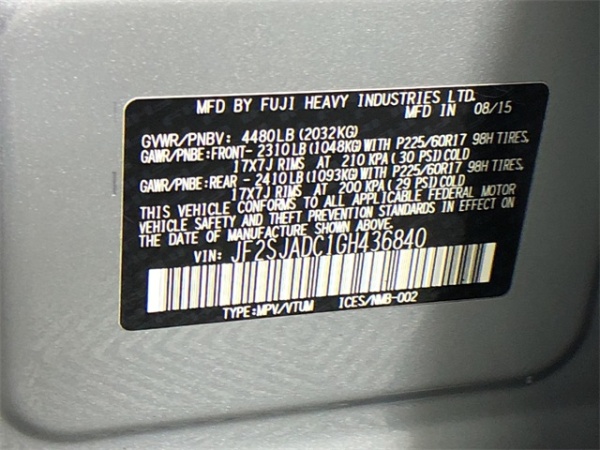 MFD BY FUJI HEAVY INDUSTRIES LTD.
MFD IN 08/15
GVWR/PNBV: 4480LB(2032KG)
GAWR/PNBE:FRONT-2310LB(1048KG)WITH P225/60R17 98H TIRES,
17X7J RIMS AT 210 KPA(30 PSI)COLD
GAWR/PNBE:REAR -2410LB(1093KG)WITH P225/60R17 98H TIRES,
17X7J RIMS AT 200 KPA(29 PSI)COLD
THIS VEHICLE CONFORMS TO ALL APPLICABLE FEDERAL MOTOR
VEHICLE SAFETY AND THEFT PREVENTION STANDARDS IN EFFECT
ON THE DATE OF MANUFACTURE SHOWN ABOVE.
VIN: JF2SJADC1GH436840
TYPE:MPV/VTUM ICES/NMB-002